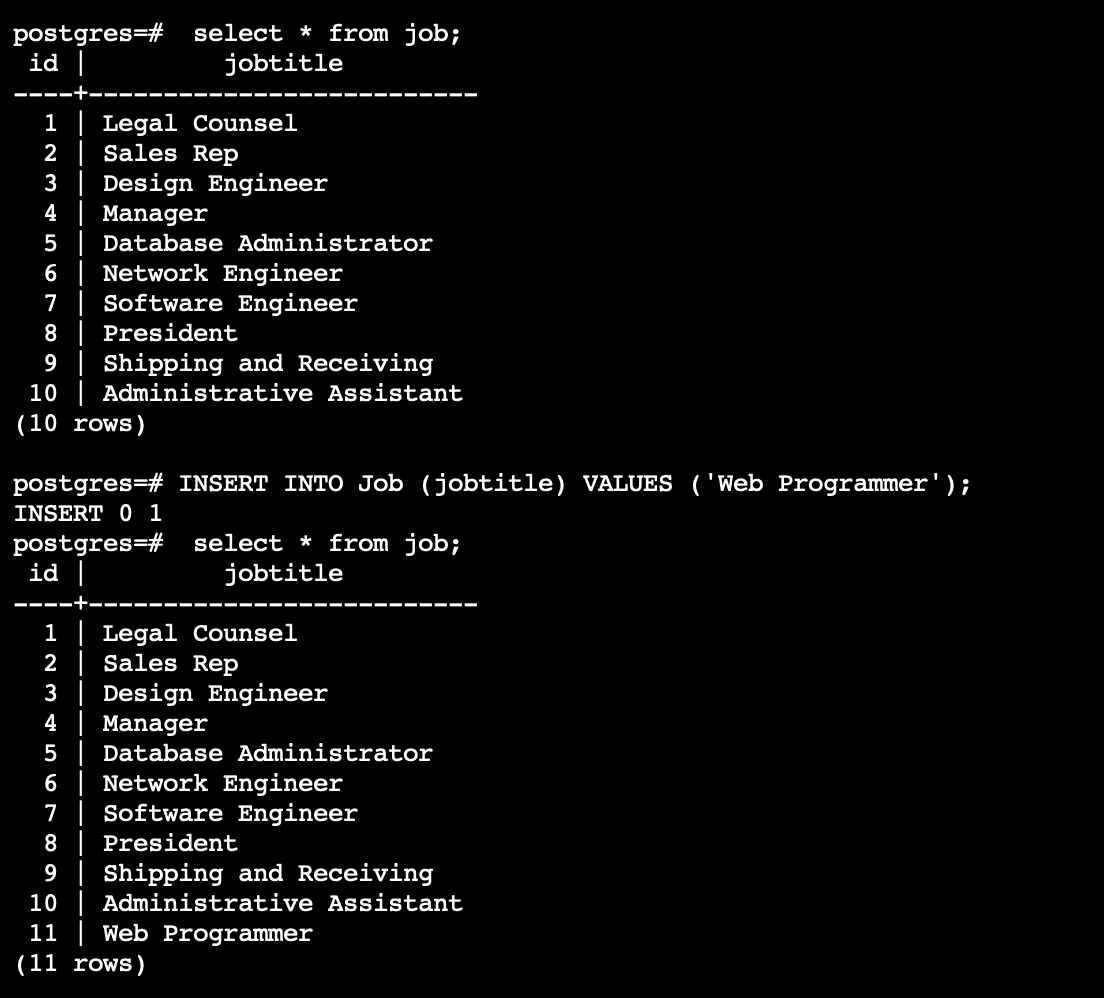 postgres=#  select * from job;
 id |         jobtitle
----+--------------------------
  1 | Legal Counsel
  2 | Sales Rep
  3 | Design Engineer
  4 | Manager
  5 | Database Administrator
  6 | Network Engineer
  7 | Software Engineer
  8 | President
  9 | Shipping and Receiving
 10 | Administrative Assistant
(10 rows)

postgres=# INSERT INTO Job (jobtitle) VALUES ('Web Programmer');
INSERT 0 1
postgres=#  select * from job;
 id |         jobtitle
----+--------------------------
  1 | Legal Counsel
  2 | Sales Rep
  3 | Design Engineer
  4 | Manager
  5 | Database Administrator
  6 | Network Engineer
  7 | Software Engineer
  8 | President
  9 | Shipping and Receiving
 10 | Administrative Assistant
 11 | Web Programmer
(11 rows)